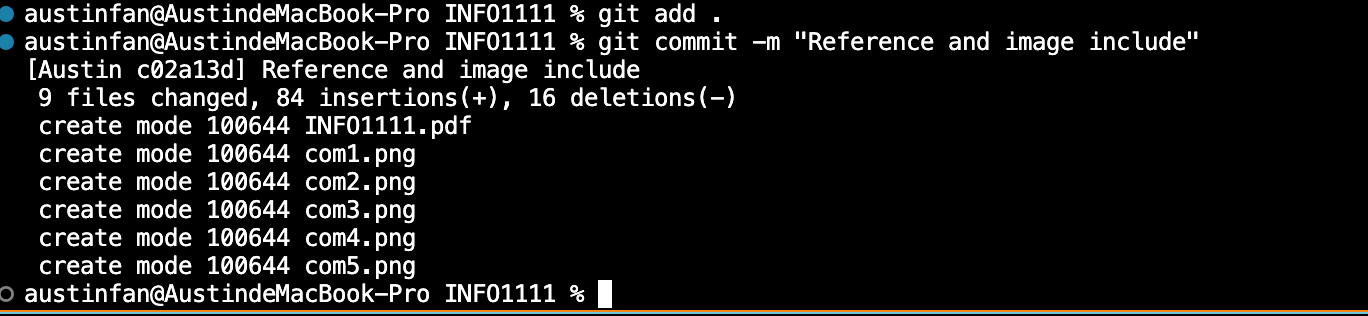 austinfan@AustindeMacBook-Pro INFO1111 % git add .
austinfan@AustindeMacBook-Pro INFO1111 % git commit -m "Reference and image include"
[Austin c02a13d] Reference and image include
 9 files changed, 84 insertions(+), 16 deletions(-)
 create mode 100644 INFO1111.pdf
 create mode 100644 com1.png
 create mode 100644 com2.png
 create mode 100644 com3.png
 create mode 100644 com4.png
 create mode 100644 com5.png
austinfan@AustindeMacBook-Pro INFO1111 %